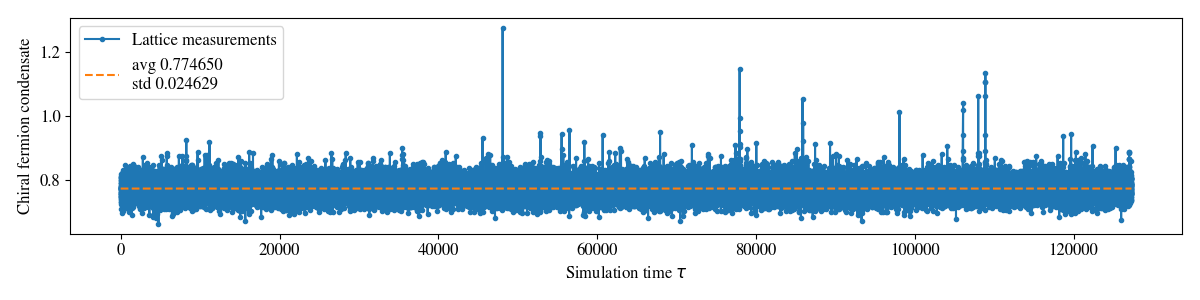 Chiral fermion condensate
1.2
1.0
0.8
Lattice measurements
avg 0.774650
std 0.024629
0
20000
40000
60000
80000
100000
120000
Simulation time τ